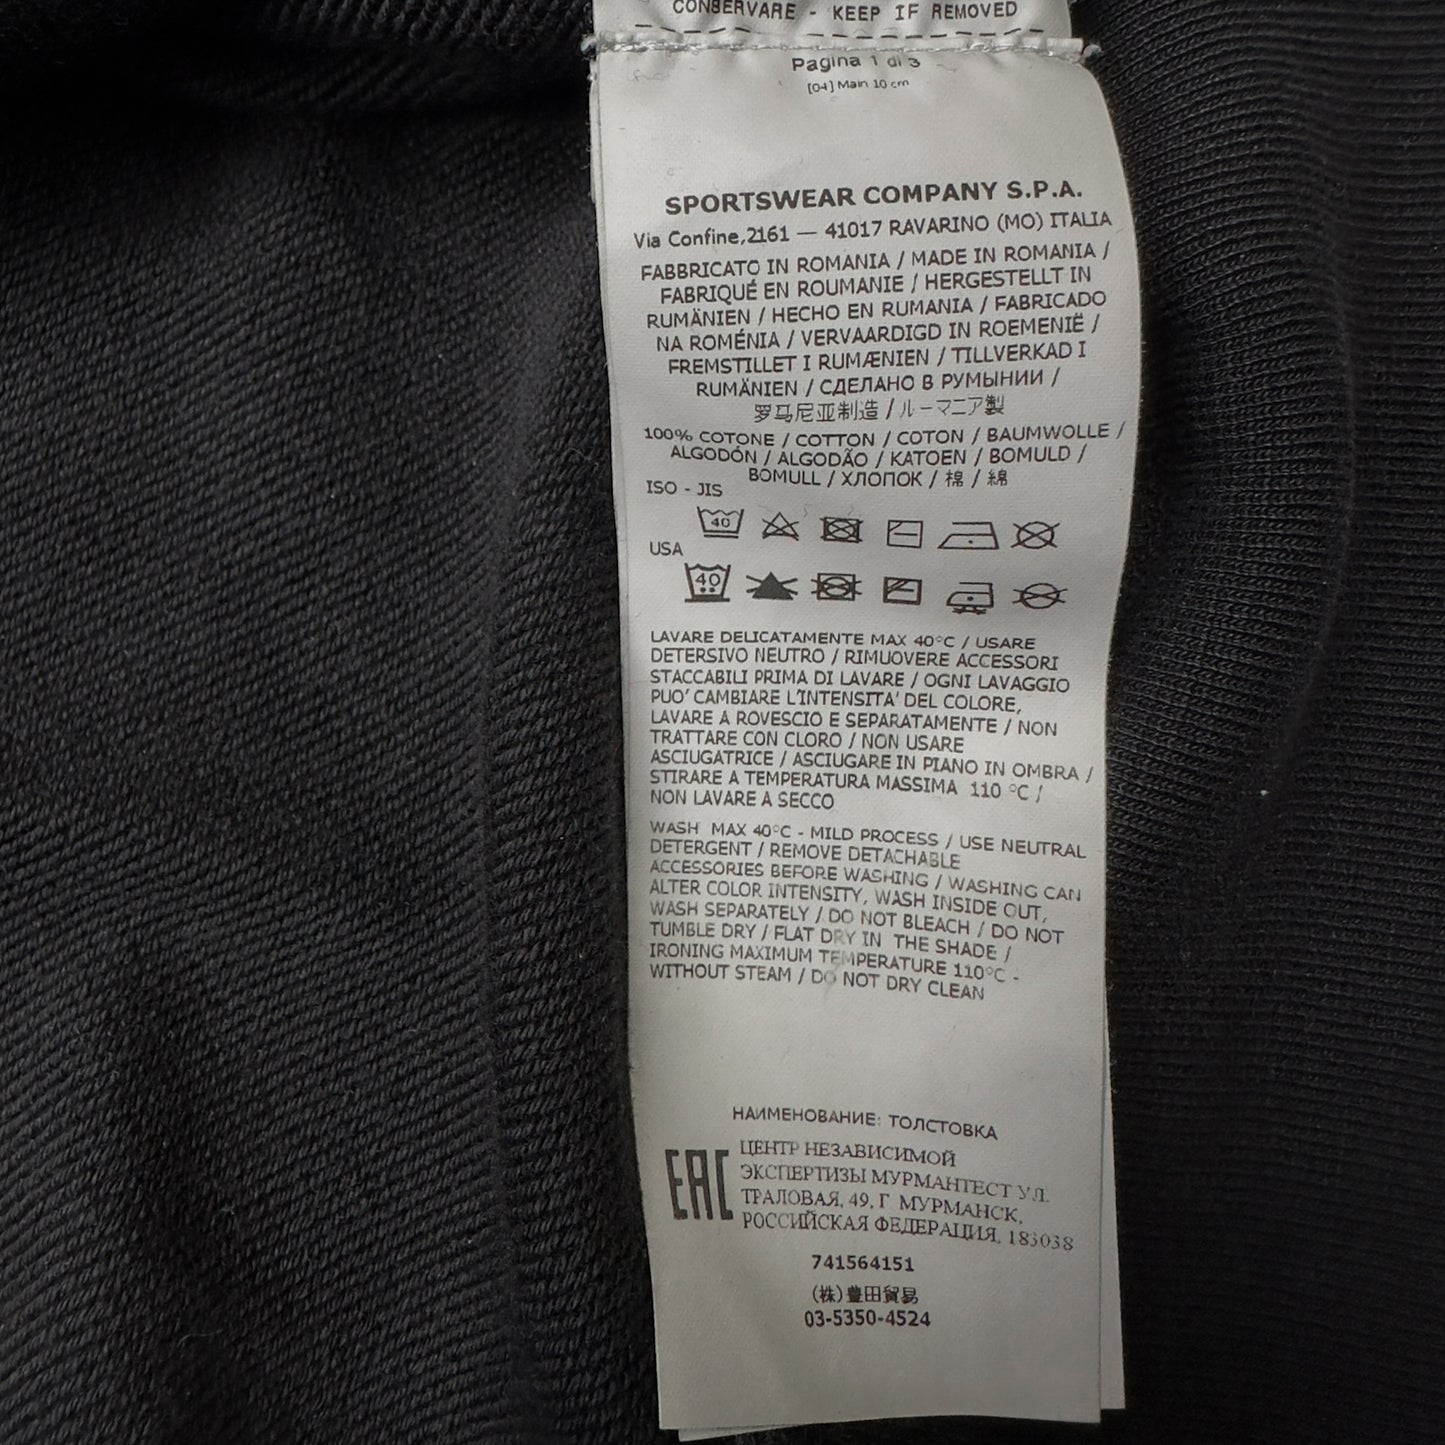 CONSERVARE - KEEP IF REMOVED
Pagina 1 di 3
[04] Main 10 cm
SPORTSWEAR COMPANY S.P.A.
Via Confine,2161 — 41017 RAVARINO (MO) ITALIA
FABBRICATO IN ROMANIA / MADE IN ROMANIA /
FABRIQUÉ EN ROUMANIE / HERGESTELLT IN
RUMÄNIEN / HECHO EN RUMANIA / FABRICADO
NA ROMÉNIA / VERVAARDIGD IN ROEMENIË /
FREMSTILLET I RUMÆNIEN / TILLVERKAD I
RUMÄNIEN / СДЕЛАНО В РУМЫНИИ /
罗马尼亚制造 / ルーマニア製
100% COTONE / COTTON / COTON / BAUMWOLLE /
ALGODÓN / ALGODÃO / KATOEN / BOMULD /
BOMULL / ХЛОПОК / 棉 / 綿
ISO - JIS
40
USA
40
LAVARE DELICATAMENTE MAX 40°C / USARE
DETERSIVO NEUTRO / RIMUOVERE ACCESSORI
STACCABILI PRIMA DI LAVARE / OGNI LAVAGGIO
PUO' CAMBIARE L'INTENSITA' DEL COLORE,
LAVARE A ROVESCIO E SEPARATAMENTE / NON
TRATTARE CON CLORO / NON USARE
ASCIUGATRICE / ASCIUGARE IN PIANO IN OMBRA /
STIRARE A TEMPERATURA MASSIMA 110 °C /
NON LAVARE A SECCO
WASH MAX 40°C - MILD PROCESS / USE NEUTRAL
DETERGENT / REMOVE DETACHABLE
ACCESSORIES BEFORE WASHING / WASHING CAN
ALTER COLOR INTENSITY, WASH INSIDE OUT,
WASH SEPARATELY / DO NOT BLEACH / DO NOT
TUMBLE DRY / FLAT DRY IN THE SHADE /
IRONING MAXIMUM TEMPERATURE 110°C -
WITHOUT STEAM / DO NOT DRY CLEAN
НАИМЕНОВАНИЕ: ТОЛСТОВКА
EAC
ЦЕНТР НЕЗАВИСИМОЙ
ЭКСПЕРТИЗЫ МУРМАНТЕСТ УЛ.
ТРАЛОВАЯ, 49, Г МУРМАНСК,
РОССИЙСКАЯ ФЕДЕРАЦИЯ, 183038
741564151
(株)豊田貿易
03-5350-4524